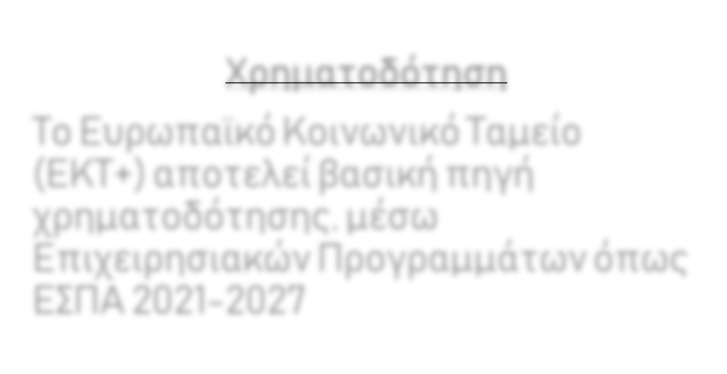 Χρηματοδότηση
Το Ευρωπαϊκό Κοινωνικό Ταμείο
(ΕΚΤ+) αποτελεί βασική πηγή
χρηματοδότησης, μέσω
Επιχειρησιακών Προγραμμάτων όπως
ΕΣΠΑ 2021-2027